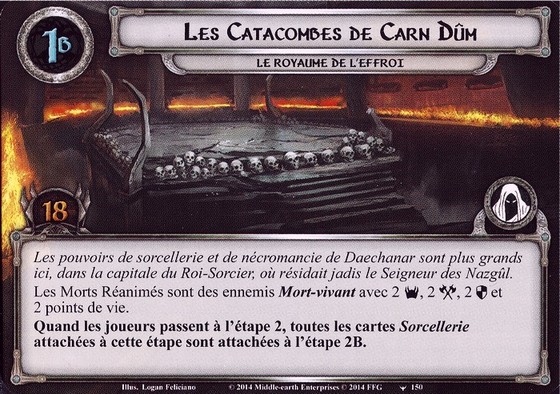 1B
Les Catacombes de Carn Dûm
Le Royaume de l'Effroi
18
Les pouvoirs de sorcellerie et de nécromancie de Daechanar sont plus grands
ici, dans la capitale du Roi-Sorcier, où résidait jadis le Seigneur des Nazgûl.
Les Morts Réanimés sont des ennemis Mort-vivant avec 2 , 2 , 2 et
2 points de vie.
Quand les joueurs passent à l'étape 2, toutes les cartes Sorcellerie
attachées à cette étape sont attachées à l'étape 2B.
Illus. Logan Feliciano © 2014 Middle-earth Enterprises © 2014 FFG 150